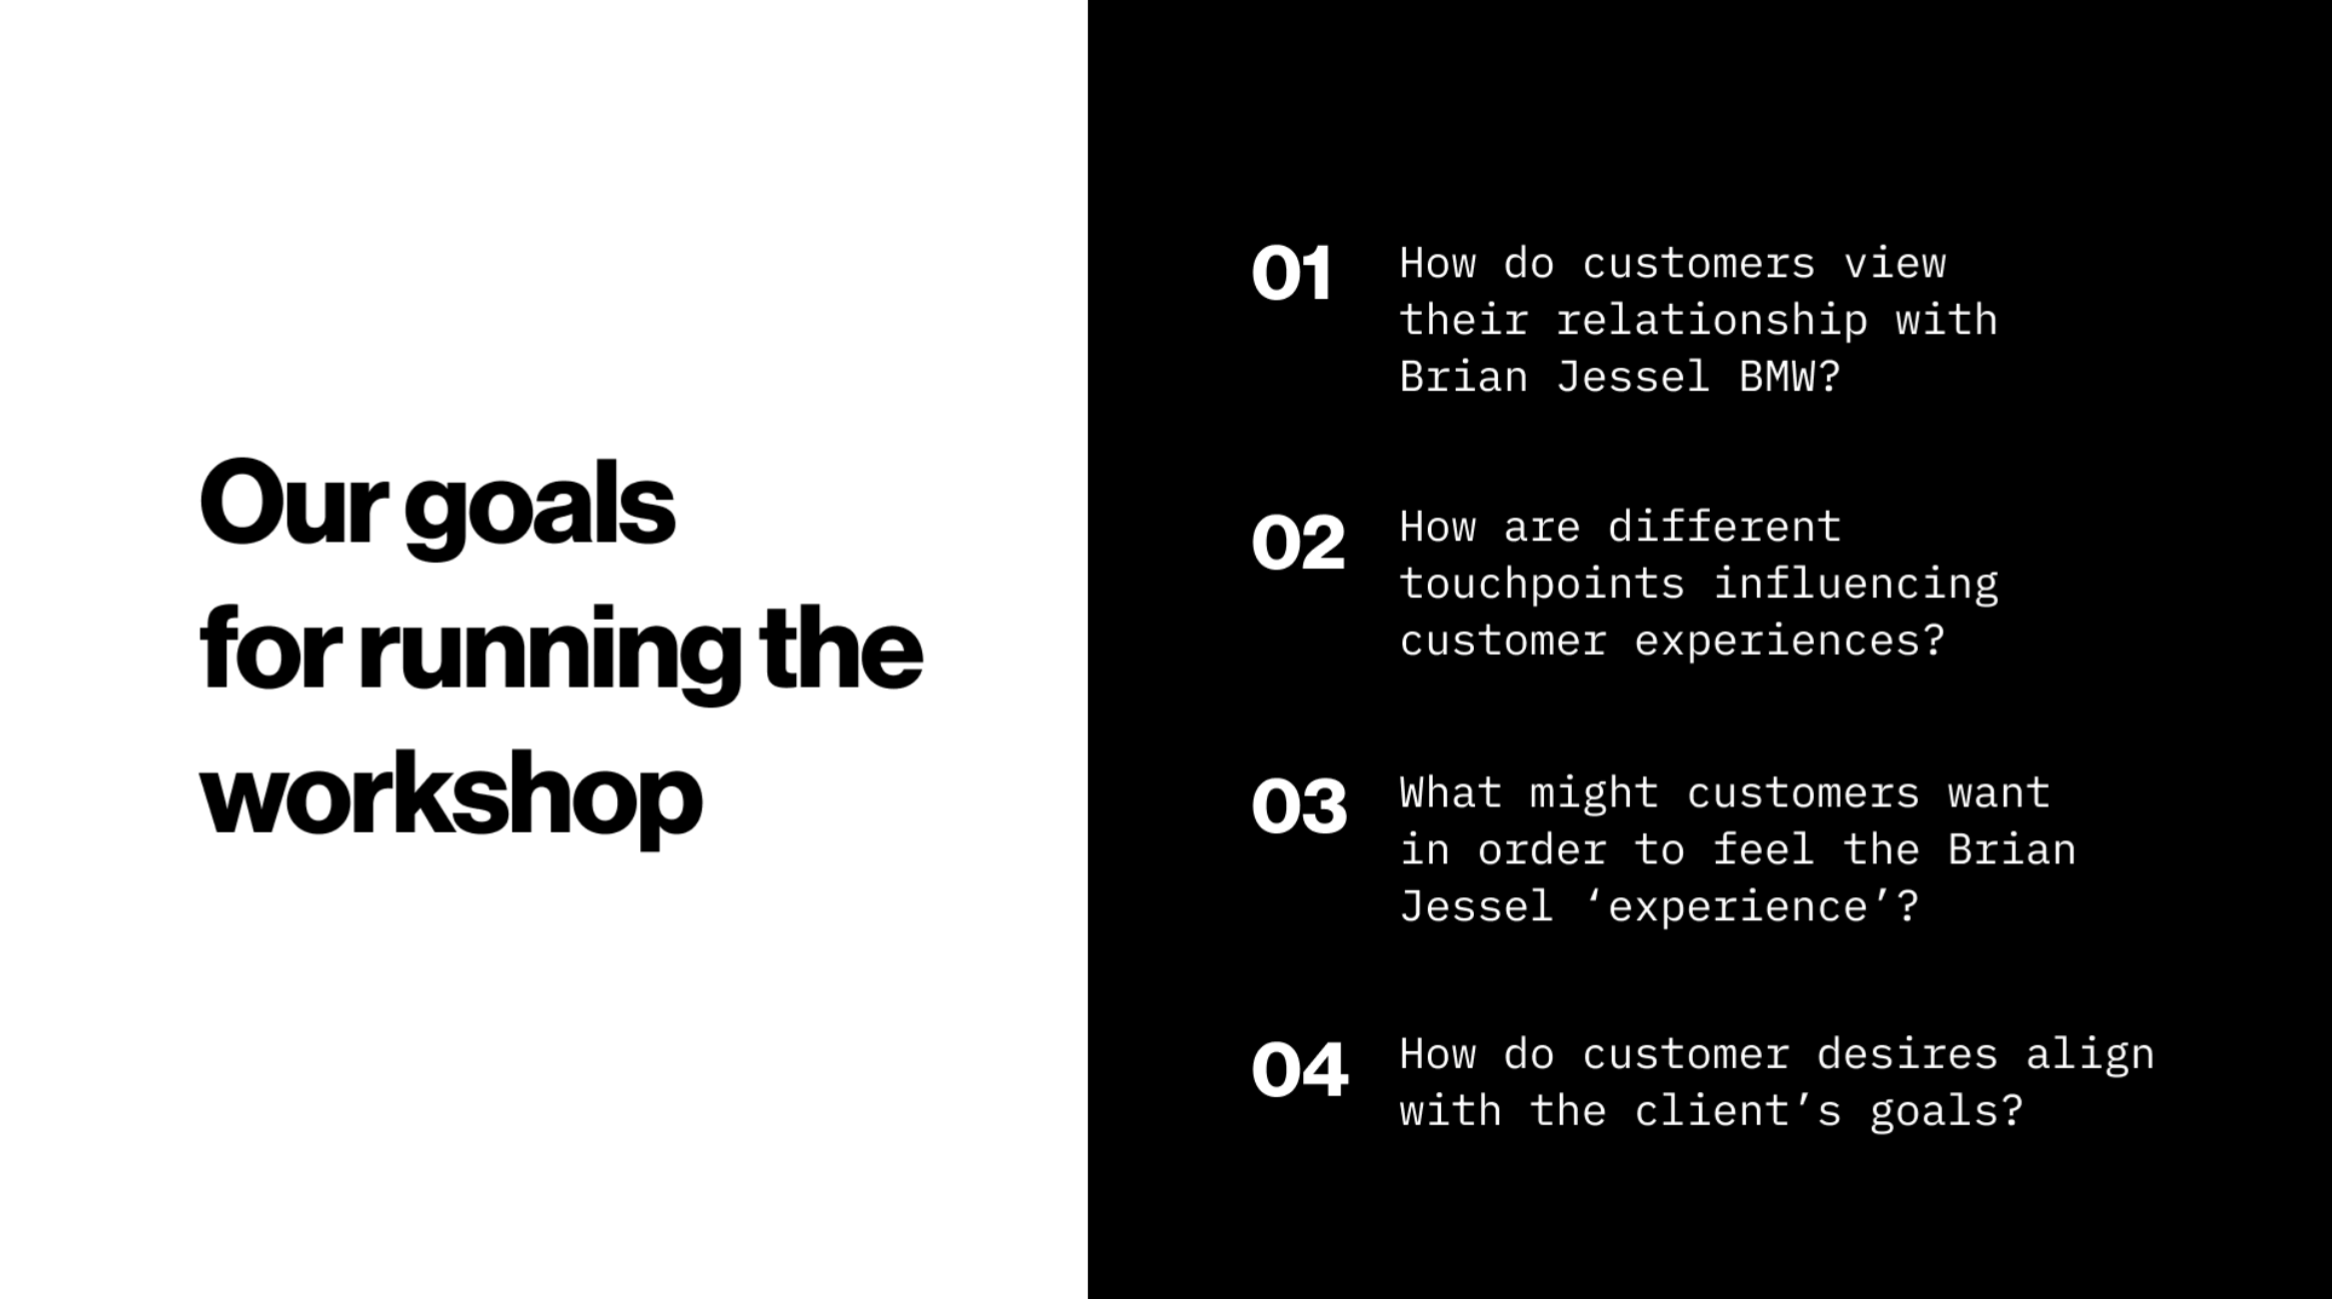 Our goals
for running the
workshop
01
How do customers view
their relationship with
Brian Jessel BMW?
02
How are different
touchpoints influencing
customer experiences?
03
What might customers want
in order to feel the Brian
Jessel ‘experience’?
04
How do customer desires align
with the client’s goals?